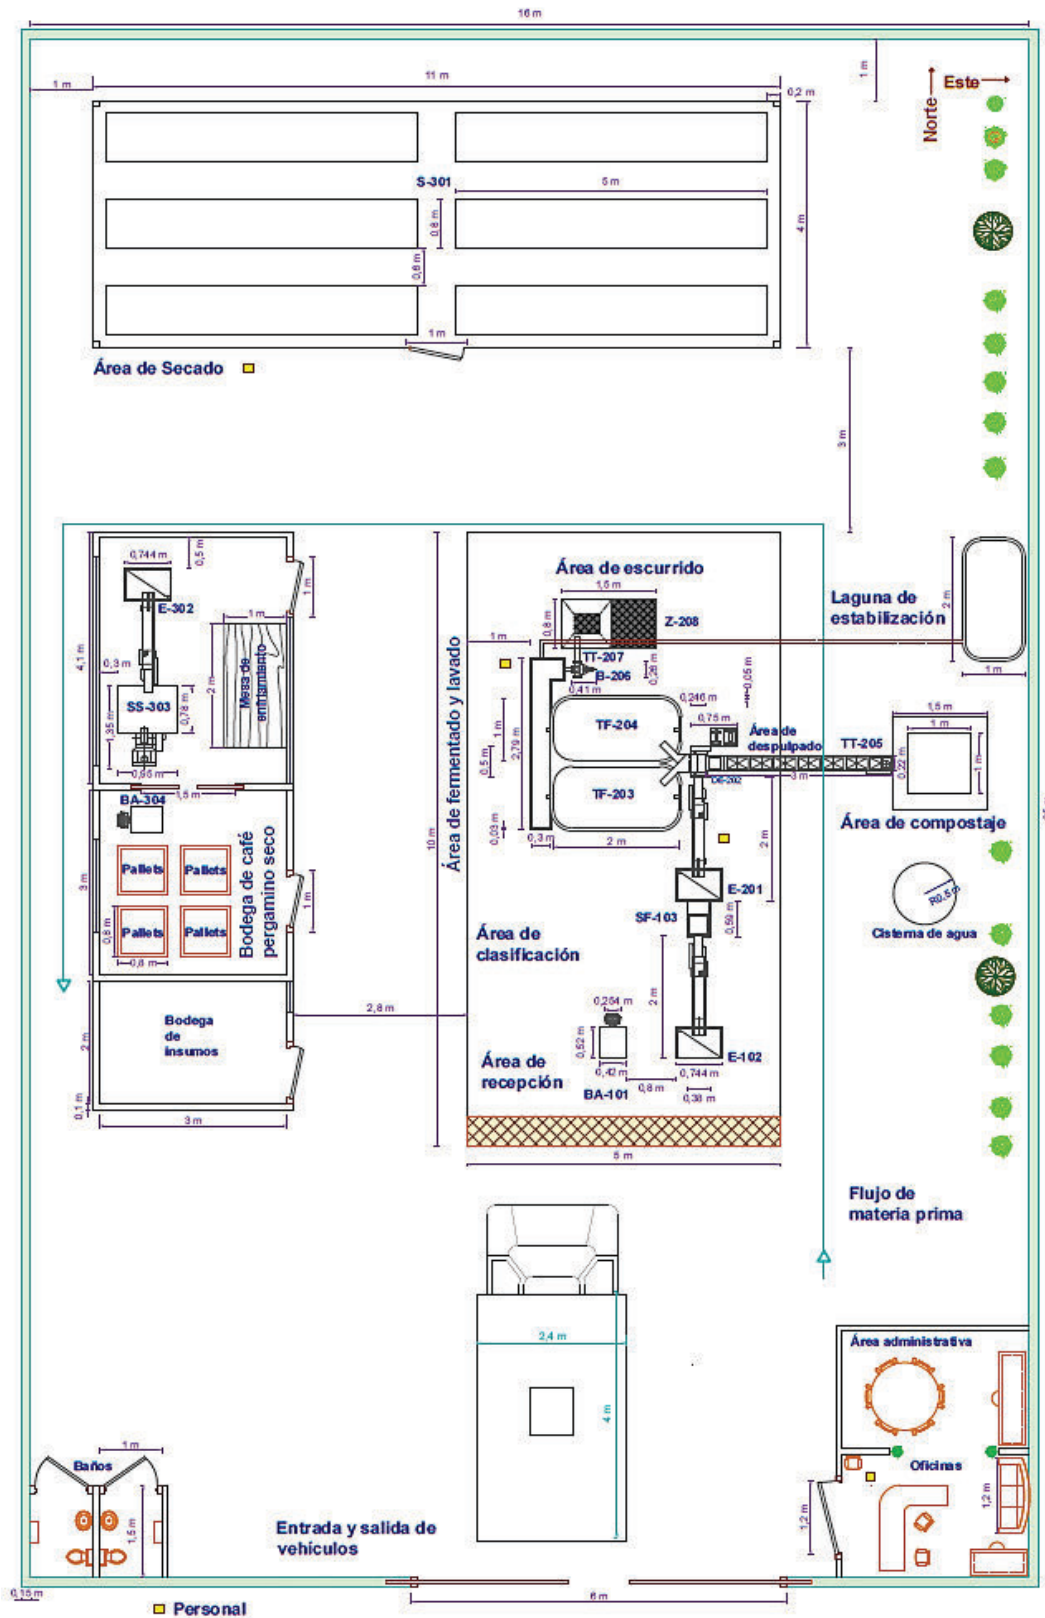 16 m
1 m
11 m
0,2 m
1 m
Este
Norte
S-301
5 m
0,8 m
0,6 m
4 m
1 m
Área de Secado
3 m
0,744 m
0,5 m
1 m
E-302
1 m
4,1 m
0,3 m
2 m
Mesa de
enfriamiento
SS-303
1,35 m
0,78 m
0,95 m
1,5 m
BA-304
Pallets
Pallets
Pallets
Pallets
3 m
0,8 m
0,8 m
1 m
Bodega de café
pergamino seco
Bodega
de
insumos
2 m
0,1 m
3 m
2,8 m
10 m
Área de escurrido
1,5 m
0,8 m
Z-208
1 m
TT-207
B-206
0,41 m
0,05 m
Área de fermentado y lavado
TF-204
1 m
0,5 m
2,79 m
0,246 m
0,75 m
Área de
despulpado
TT-205
TF-203
0,03 m
0,3 m
2 m
3 m
0,22 m
2 m
E-201
SF-103
0,59 m
Área de
clasificación
2 m
0,254 m
0,52 m
0,42 m
BA-101
0,8 m
E-102
0,744 m
0,38 m
Área de
recepción
5 m
Laguna de
estabilización
2 m
1 m
1,5 m
1 m
1 m
Área de compostaje
R0,5 m
Cisterna de agua
Flujo de
materia prima
2,4 m
4 m
Área administrativa
Oficinas
1,2 m
1,2 m
1 m
Baños
1,5 m
Entrada y salida de
vehículos
0,15 m
6 m
Personal